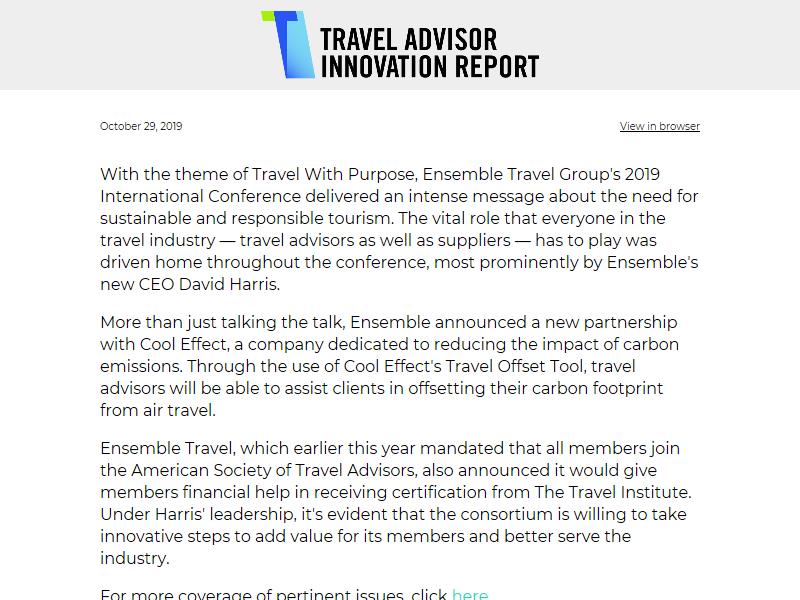 TRAVEL ADVISOR
INNOVATION REPORT
October 29, 2019
View in browser
With the theme of Travel With Purpose, Ensemble Travel Group's 2019
International Conference delivered an intense message about the need for
sustainable and responsible tourism. The vital role that everyone in the
travel industry — travel advisors as well as suppliers — has to play was
driven home throughout the conference, most prominently by Ensemble's
new CEO David Harris.
More than just talking the talk, Ensemble announced a new partnership
with Cool Effect, a company dedicated to reducing the impact of carbon
emissions. Through the use of Cool Effect's Travel Offset Tool, travel
advisors will be able to assist clients in offsetting their carbon footprint
from air travel.
Ensemble Travel, which earlier this year mandated that all members join
the American Society of Travel Advisors, also announced it would give
members financial help in receiving certification from The Travel Institute.
Under Harris' leadership, it's evident that the consortium is willing to take
innovative steps to add value for its members and better serve the
industry.
For more coverage of pertinent issues, click here